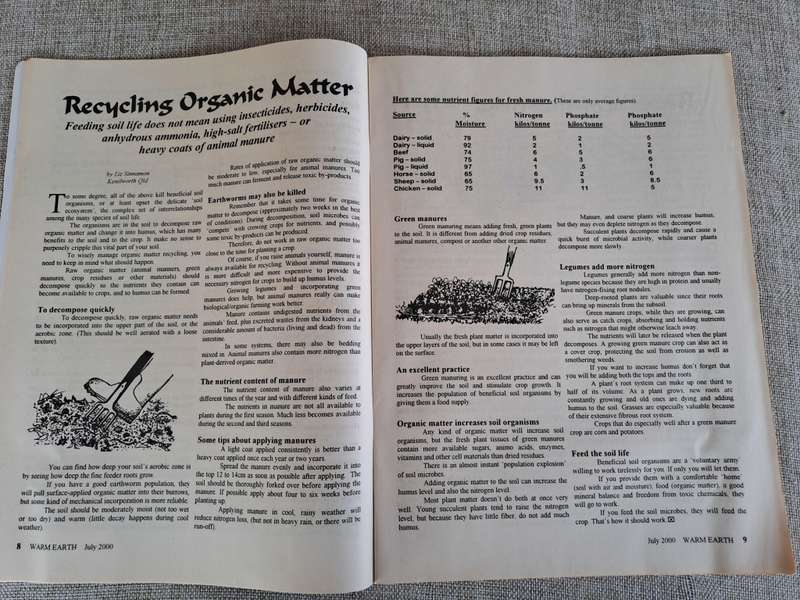 Recycling Organic Matter
Feeding soil life does not mean using insecticides, herbicides,
anhydrous ammonia, high-salt fertilisers – or
heavy coats of animal manure
by Liz Sinnamon
Kenilworth Qld
To some degree, all of the above kill beneficial soil
organisms, or at least upset the delicate 'soil
ecosystem', the complex set of interrelationships
among the many species of soil life.
The organisms are in the soil to decompose raw
organic matter and change it into humus, which has many
benefits to the soil and to the crop. It make no sense to
purposely cripple this vital part of your soil.
To wisely manage organic matter recycling, you
need to keep in mind what should happen.
Raw organic matter (animal manures, green
manures, crop residues or other materials) should
decompose quickly so the nutrients they contain can
become available to crops, and so humus can be formed.
To decompose quickly
To decompose quickly, raw organic matter needs
to be incorporated into the upper part of the soil, or the
aerobic zone. (This should be well aerated with a loose
texture).
You can find how deep your soil's aerobic zone is
by seeing how deep the fine feeder roots grow.
If you have a good earthworm population, they
will pull surface-applied organic matter into their burrows,
but some kind of mechanical incorporation is more reliable.
The soil should be moderately moist (not too wet
or too dry) and warm (little decay happens during cool
weather).
8 WARM EARTH July 2000
Rates of application of raw organic matter should
be moderate to low, especially for animal manures. Too
much manure can ferment and release toxic by-products.
Earthworms may also be killed
Remember that it takes some time for organic
matter to decompose (approximately two weeks in the best
of conditions). During decomposition, soil microbes can
'compete' with growing crops for nutrients, and possibly
some toxic by-products can be produced.
Therefore, do not work in raw organic matter too
close to the time for planting a crop.
Of course, if you raise animals yourself, manure is
always available for recycling. Without animal manures it
is more difficult and more expensive to provide the
necessary nitrogen for crops to build up humus levels.
Growing legumes and incorporating green
manures does help, but animal manures really can make
biological/organic farming work better.
Manure contains undigested nutrients from the
animals' feed, plus excreted wastes from the kidneys and a
considerable amount of bacteria (living and dead) from the
intestine.
In some systems, there may also be bedding
mixed in. Animal manures also contain more nitrogen than
plant-derived organic matter.
The nutrient content of manure
The nutrient content of manure also varies at
different times of the year and with different kinds of feed.
The nutrients in manure are not all available to
plants during the first season. Much less becomes available
during the second and third seasons.
Some tips about applying manures
A light coat applied consistently is better than a
heavy coat applied once each year or two years.
Spread the manure evenly and incorporate it into
the top 12 to 14cm as soon as possible after applying. The
soil should be thoroughly forked over before applying the
manure. If possible apply about four to six weeks before
planting up.
Applying manure in cool, rainy weather will
reduce nitrogen loss, (but not in heavy rain, or there will be
run-off).
Here are some nutrient figures for fresh manure. (These are only average figures).
Source % Nitrogen Phosphate Phosphate
Moisture kilos/tonne kilos/tonne kilos/tonne
Dairy – solid 79 5 2 5
Dairy – liquid 92 2 1 2
Beef 74 6 5 6
Pig – solid 75 4 3 6
Pig – liquid 97 1 .5 1
Horse – solid 65 6 2 6
Sheep – solid 65 9.5 3 8.5
Chicken – solid 75 11 11 5
Green manures
Green manuring means adding fresh, green plants
to the soil. It is different from adding dried crop residues,
animal manures, compost or another other organic matter.
Usually the fresh plant matter is incorporated into
the upper layers of the soil, but in some cases it may be left
on the surface.
An excellent practice
Green manuring is an excellent practice and can
greatly improve the soil and stimulate crop growth. It
increases the population of beneficial soil organisms by
giving them a food supply.
Organic matter increases soil organisms
Any kind of organic matter will increase soil
organisms, but the fresh plant tissues of green manures
contain more available sugars, amino acids, enzymes,
vitamins and other cell materials than dried residues.
There is an almost instant 'population explosion'
of soil microbes.
Adding organic matter to the soil can increase the
humus level and also the nitrogen level.
Most plant matter doesn't do both at once very
well. Young succulent plants tend to raise the nitrogen
level, but because they have little fiber, do not add much
humus.
Manure, and coarse plants will increase humus,
but they may even deplete nitrogen as they decompose
Succulent plants decompose rapidly and cause a
quick burst of microbial activity, while coarser plants
decompose more slowly.
Legumes add more nitrogen
Legumes generally add more nitrogen than non-
legume species because they are high in protein and usually
have nitrogen-fixing root nodules.
Deep-rooted plants are valuable since their roots
can bring up minerals from the subsoil.
Green manure crops, while they are growing, can
also serve as catch crops, absorbing and holding nutrients
such as nitrogen that might otherwise leach away.
The nutrients will later be released when the plant
decomposes. A growing green manure crop can also act as
a cover crop, protecting the soil from erosion as well as
smothering weeds.
If you want to increase humus don't forget that
you will be adding both the tops and the roots.
A plant's root system can make up one third to
half of its volume. As a plant grows, new roots are
constantly growing and old ones are dying and adding
humus to the soil. Grasses are especially valuable because
of their extensive fibrous root system.
Crops that do especially well after a green manure
crop are corn and potatoes.
Feed the soil life
Beneficial soil organisms are a 'voluntary army'
willing to work tirelessly for you. If only you will let them.
If you provide them with a comfortable 'home
(soil with air and moisture), food (organic matter), a good
mineral balance and freedom from toxic chemicals, they
will go to work.
If you feed the soil microbes, they will feed the
crop. That's how it should work
July 2000 WARM EARTH 9